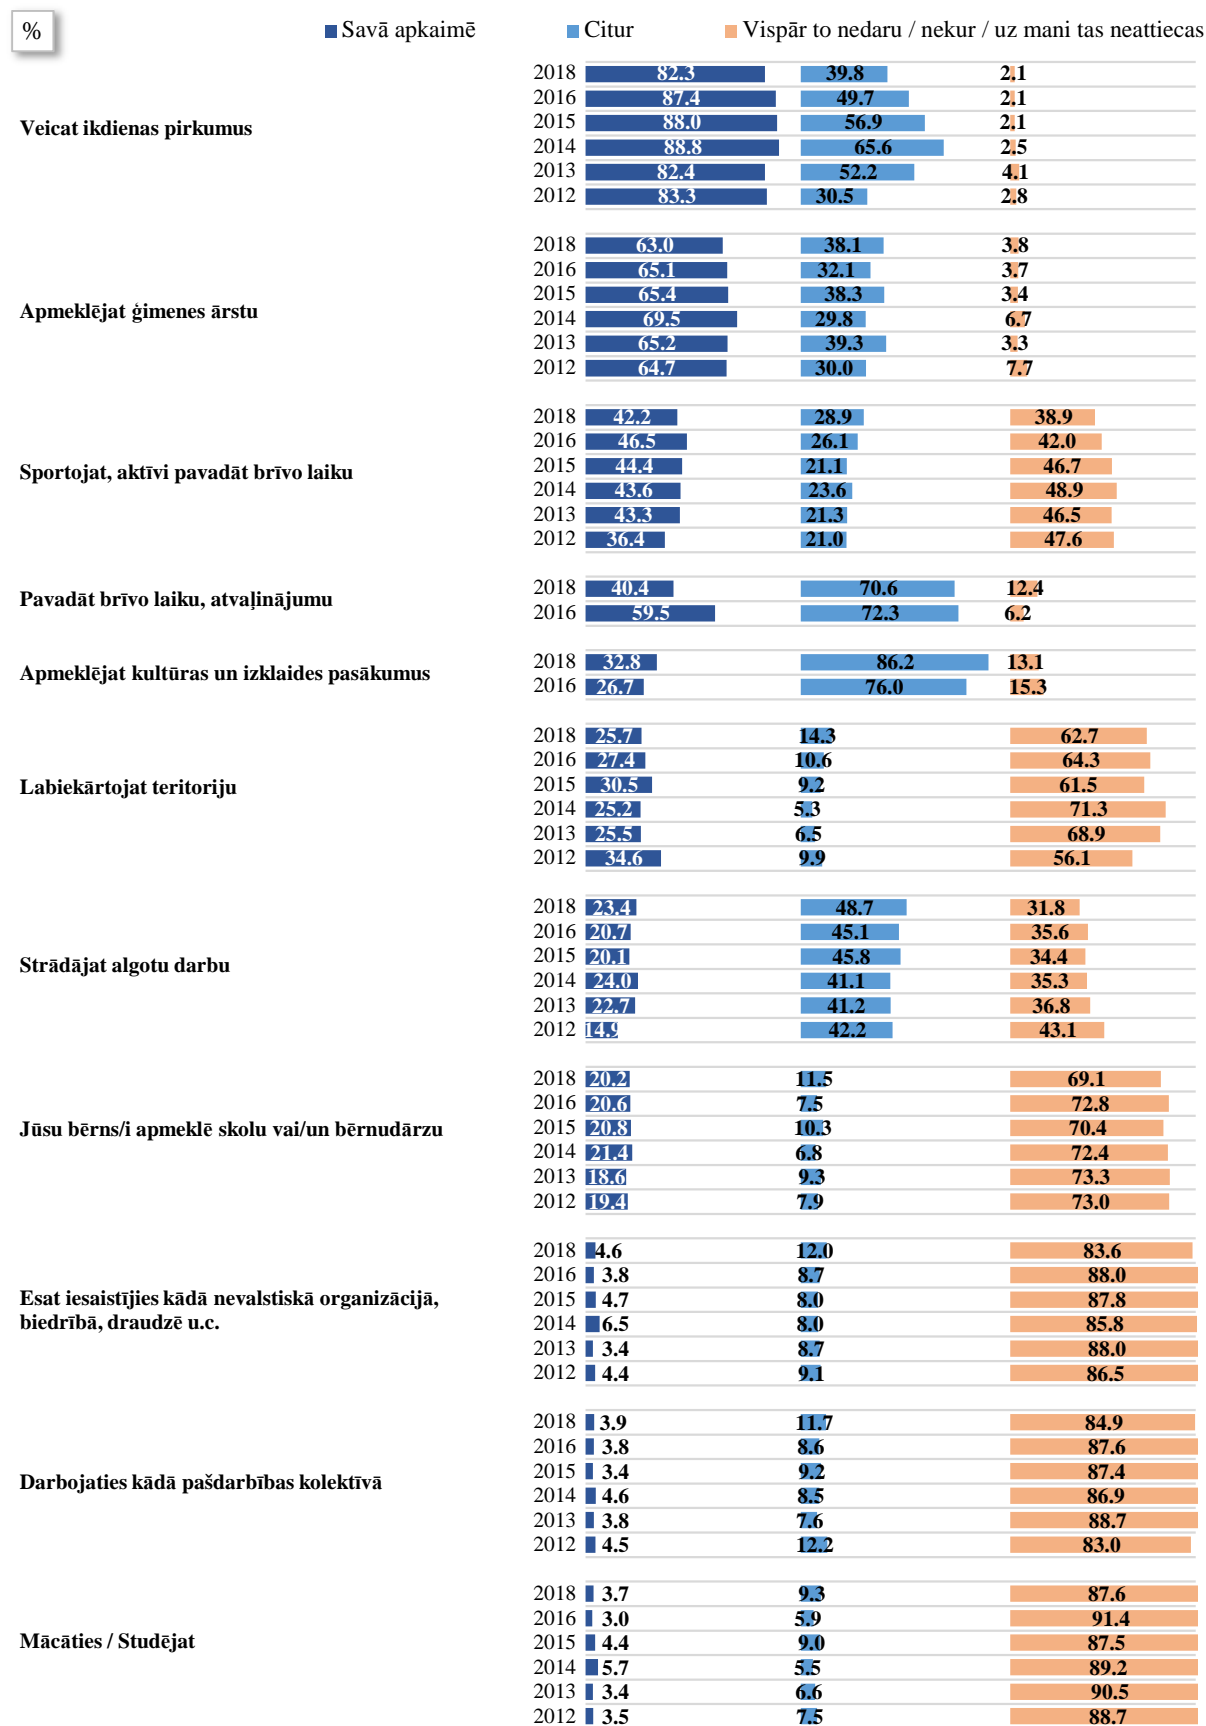 %
Savā apkaimē Citur Vispār to nedaru / nekur / uz mani tas neattiecas
Veicat ikdienas pirkumus
2018 82.3 39.8 2.1
2016 87.4 49.7 2.1
2015 88.0 56.9 2.1
2014 88.8 65.6 2.5
2013 82.4 52.2 4.1
2012 83.3 30.5 2.8
Apmeklējat ģimenes ārstu
2018 63.0 38.1 3.8
2016 65.1 32.1 3.7
2015 65.4 38.3 3.4
2014 69.5 29.8 6.7
2013 65.2 39.3 3.3
2012 64.7 30.0 7.7
Sportojat, aktīvi pavadāt brīvo laiku
2018 42.2 28.9 38.9
2016 46.5 26.1 42.0
2015 44.4 21.1 46.7
2014 43.6 23.6 48.9
2013 43.3 21.3 46.5
2012 36.4 21.0 47.6
Pavadāt brīvo laiku, atvaļinājumu
2018 40.4 70.6 12.4
2016 59.5 72.3 6.2
Apmeklējat kultūras un izklaides pasākumus
2018 32.8 86.2 13.1
2016 26.7 76.0 15.3
Labiekārtojat teritoriju
2018 25.7 14.3 62.7
2016 27.4 10.6 64.3
2015 30.5 9.2 61.5
2014 25.2 5.3 71.3
2013 25.5 6.5 68.9
2012 34.6 9.9 56.1
Strādājat algotu darbu
2018 23.4 48.7 31.8
2016 20.7 45.1 35.6
2015 20.1 45.8 34.4
2014 24.0 41.1 35.3
2013 22.7 41.2 36.8
2012 14.9 42.2 43.1
Jūsu bērns/i apmeklē skolu vai/un bērnudārzu
2018 20.2 11.5 69.1
2016 20.6 7.5 72.8
2015 20.8 10.3 70.4
2014 21.4 6.8 72.4
2013 18.6 9.3 73.3
2012 19.4 7.9 73.0
Esat iesaistījies kādā nevalstiskā organizācijā,
biedrībā, draudzē u.c.
2018 4.6 12.0 83.6
2016 3.8 8.7 88.0
2015 4.7 8.0 87.8
2014 6.5 8.0 85.8
2013 3.4 8.7 88.0
2012 4.4 9.1 86.5
Darbojaties kādā pašdarbības kolektīvā
2018 3.9 11.7 84.9
2016 3.8 8.6 87.6
2015 3.4 9.2 87.4
2014 4.6 8.5 86.9
2013 3.8 7.6 88.7
2012 4.5 12.2 83.0
Mācāties / Studējat
2018 3.7 9.3 87.6
2016 3.0 5.9 91.4
2015 4.4 9.0 87.5
2014 5.7 5.5 89.2
2013 3.4 6.6 90.5
2012 3.5 7.5 88.7